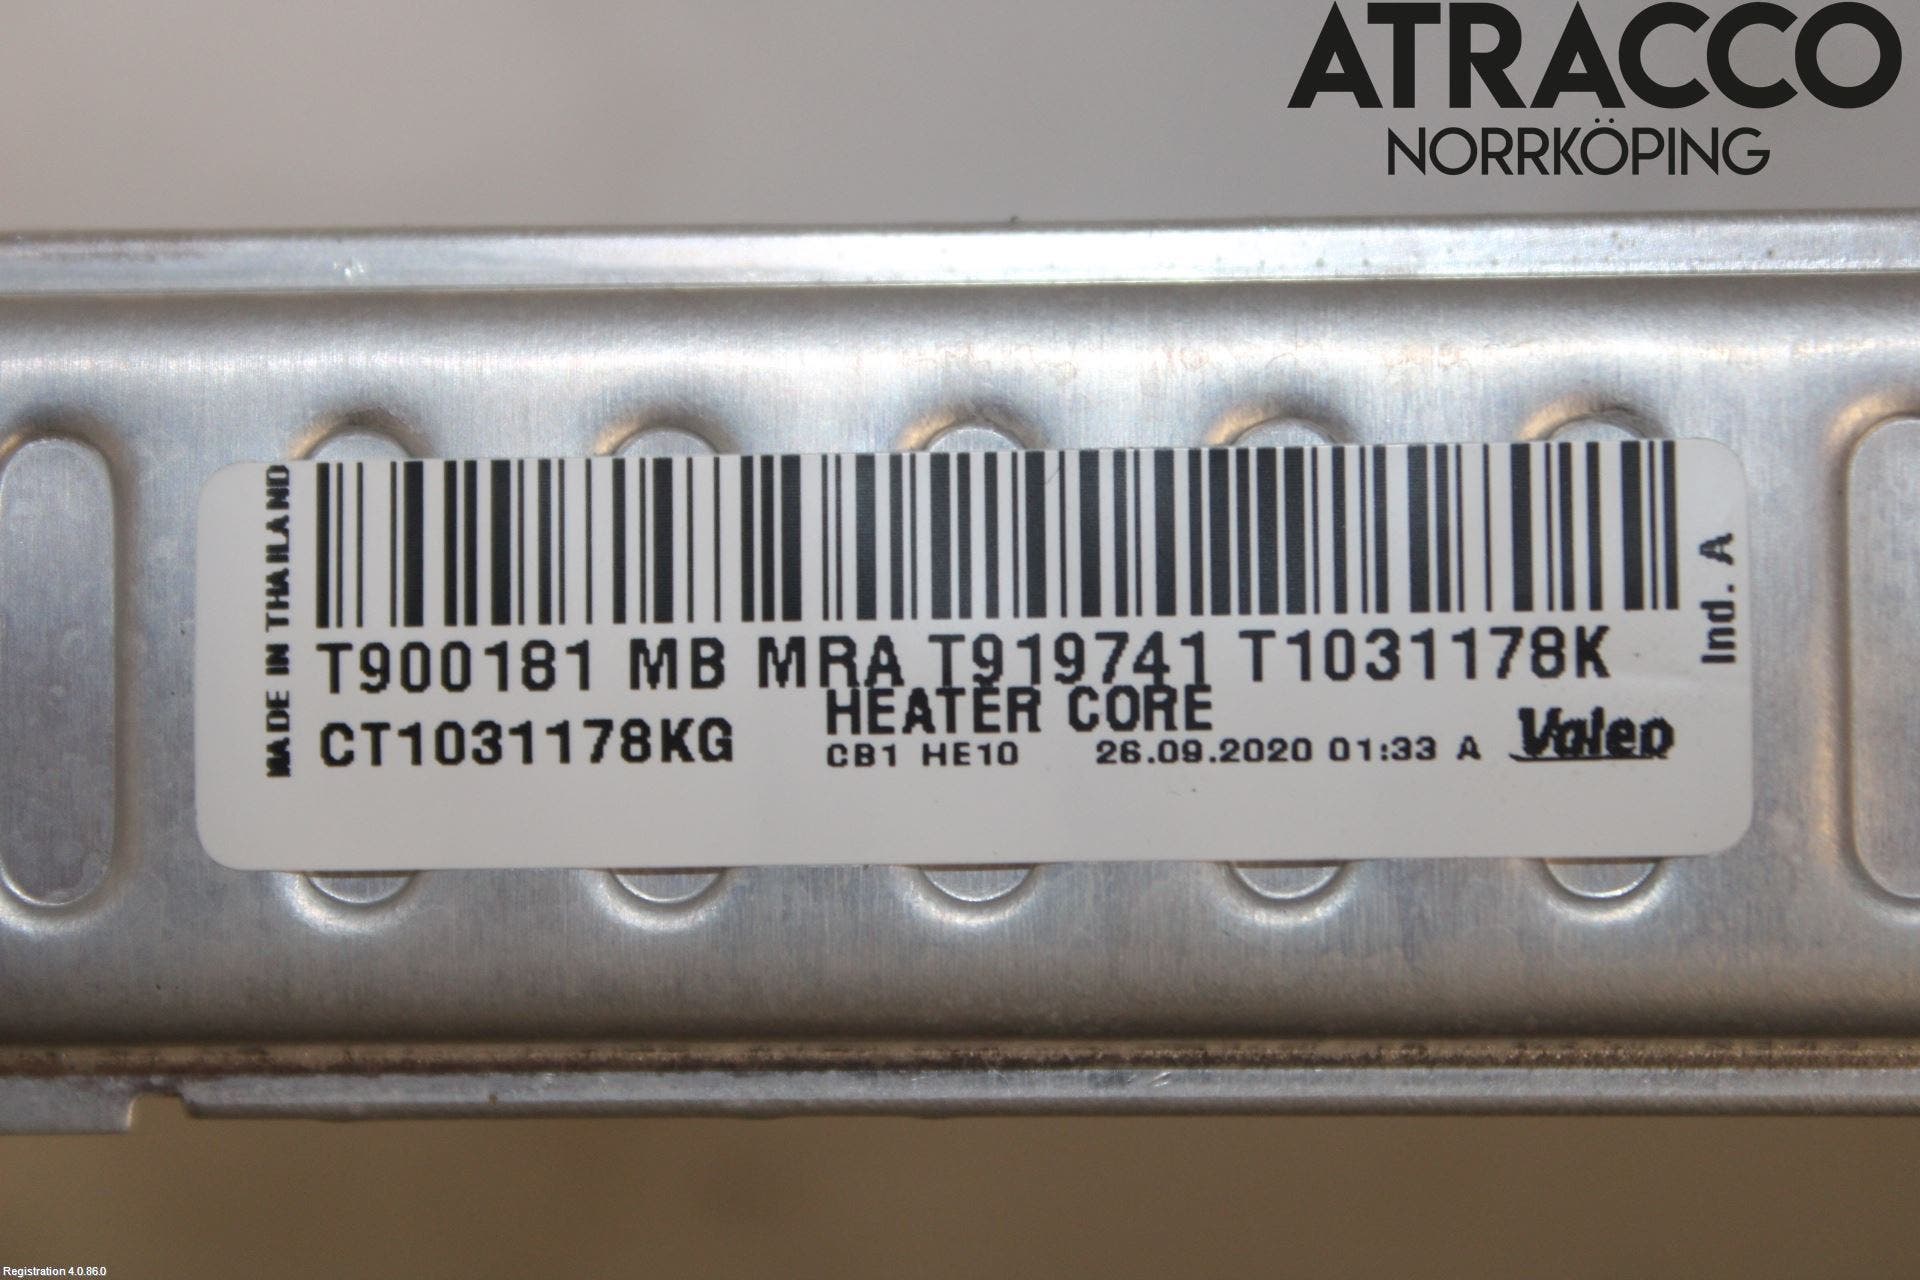 ATRACCO
NORRKÖPING
MADE IN THAILAND
T900181 MB MRA T919741 T1031178K
HEATER CORE
CT1031178KG
CB1 HE10 26.09.2020 01:33 A Valeo
Ind. A
Registration 4.0.86.0